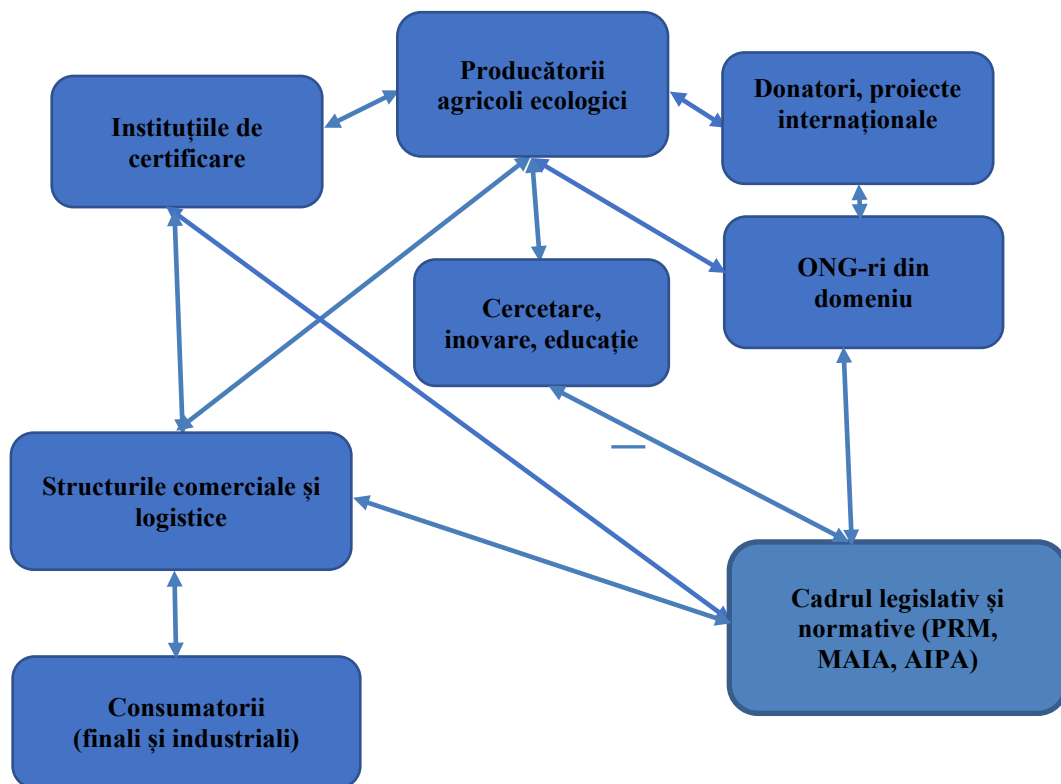 Producătorii
agricoli ecologici
Donatori, proiecte
internaționale
Instituțiile de
certificare
ONG-ri din
domeniu
Cercetare,
inovare, educație
Structurile comerciale și
logistice
Cadrul legislativ și
normative (PRM,
MAIA, AIPA)
Consumatorii
(finali și industriali)